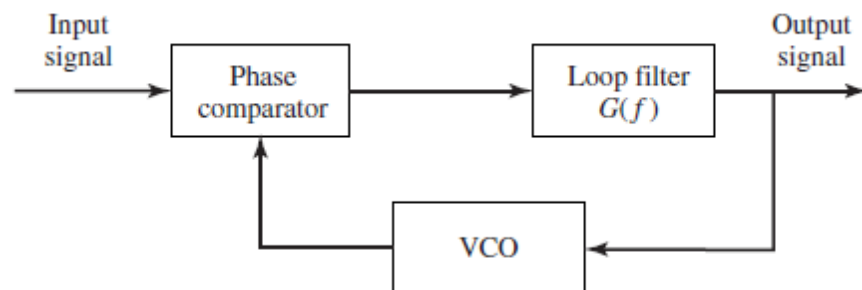 Input
signal
Phase
comparator
Loop filter
G(f)
Output
signal
VCO